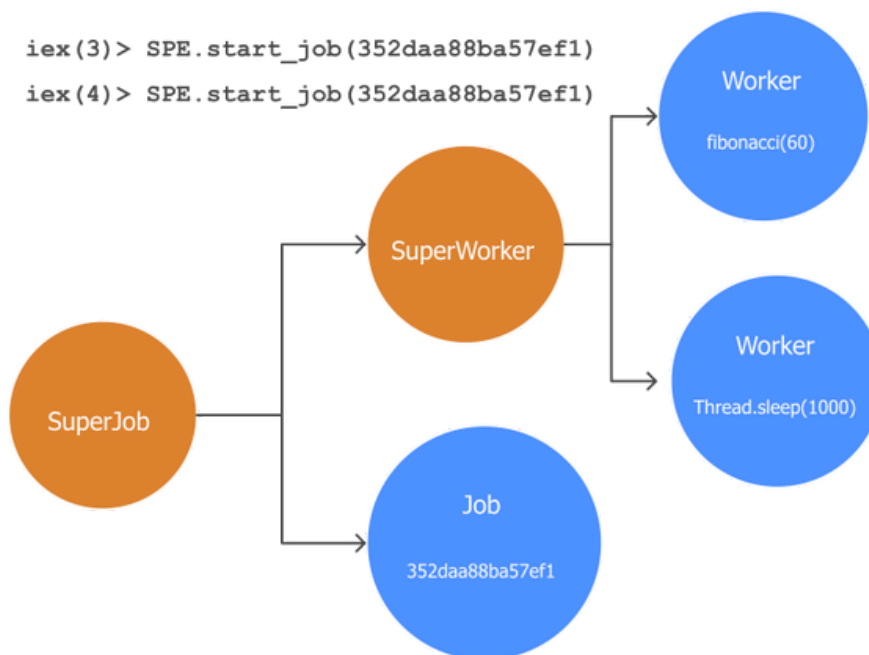 iex(3)> SPE.start_job(352daa88ba57ef1)
iex(4)> SPE.start_job(352daa88ba57ef1)
Worker
fibonacci(60)
SuperWorker
Worker
Thread.sleep(1000)
SuperJob
Job
352daa88ba57ef1